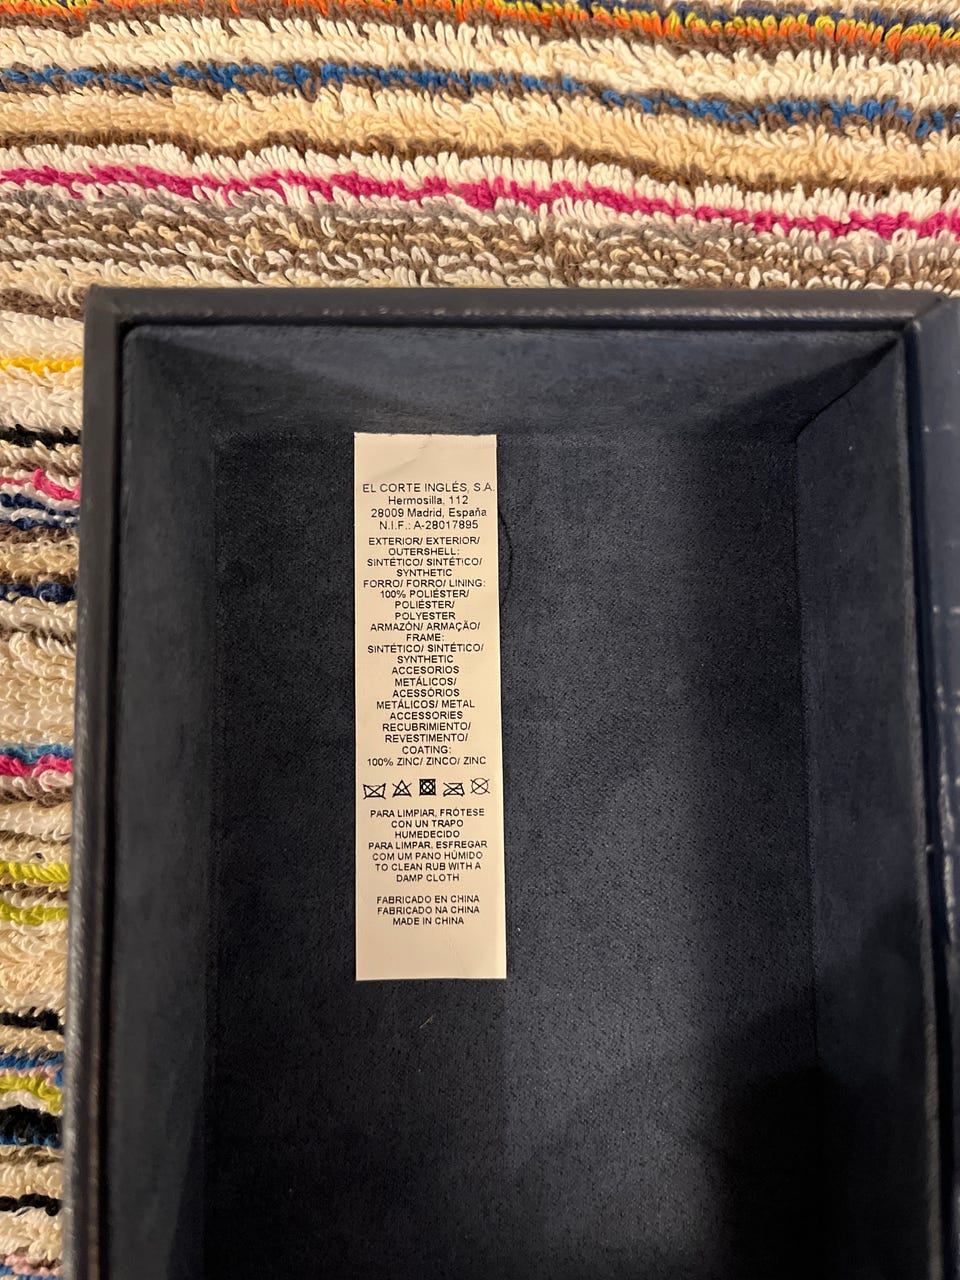 EL CORTE INGLÉS, S.A.
Hermosilla, 112
28009 Madrid, España
N.I.F.: A-28017895
EXTERIOR/ EXTERIOR/
OUTERSHELL:
SINTÉTICO/ SINTÉTICO/
SYNTHETIC
FORRO/ FORRO/ LINING:
100% POLIÉSTER/
POLIÉSTER/
POLYESTER
ARMAZÓN/ ARMAÇÃO/
FRAME:
SINTÉTICO/ SINTÉTICO/
SYNTHETIC
ACCESORIOS
METÁLICOS/
ACESSÓRIOS
METÁLICOS/ METAL
ACCESSORIES
RECUBRIMIENTO/
REVESTIMENTO/
COATING:
100% ZINC/ ZINCO/ ZINC
PARA LIMPIAR, FRÓTESE
CON UN TRAPO
HUMEDECIDO
PARA LIMPAR, ESFREGAR
COM UM PANO HÚMIDO
TO CLEAN RUB WITH A
DAMP CLOTH
FABRICADO EN CHINA
FABRICADO NA CHINA
MADE IN CHINA